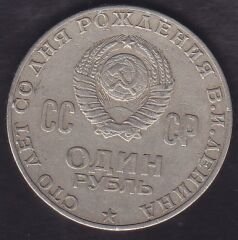 СТО ЛЕТ СО ДНЯ РОЖДЕНИЯ В.И.ЛЕНИНА
СС СР
ОДИН
РУБЛЬ